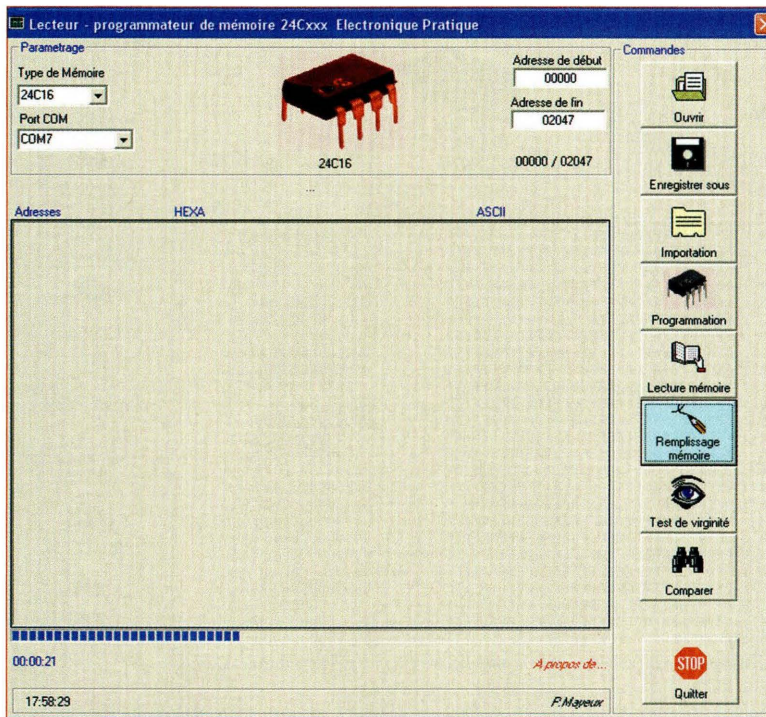 Lecteur - programmateur de mémoire 24Cxxx Electronique Pratique
Parametrage
Type de Mémoire
24C16
Port COM
COM7
24C16
...
Adresse de début
00000
Adresse de fin
02047
00000 / 02047
Adresses HEXA ASCII
00:00:21
A propos de...
17:58:29
P.Mayeux
Commandes
Ouvrir
Enregistrer sous
Importation
Programmation
Lecture mémoire
Remplissage
mémoire
Test de virginité
Comparer
STOP
Quitter